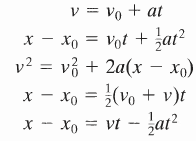 v = v₀ + at
x − x₀ = v₀t + ½at²
v² = v₀² + 2a(x − x₀)
x − x₀ = ½(v₀ + v)t
x − x₀ = vt − ½at²